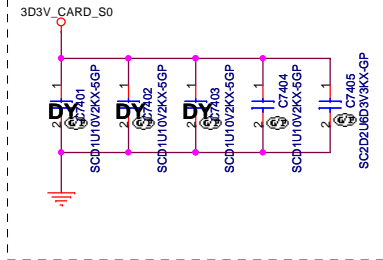 3D3V_CARD_S0
1
2
DY
C7401
SCD1U10V2KX-5GP
1
2
DY
C7402
SCD1U10V2KX-5GP
1
2
DY
C7403
SCD1U10V2KX-5GP
1
2
C7404
SCD1U10V2KX-5GP
1
2
C7405
SC2D2U6D3V3KX-GP